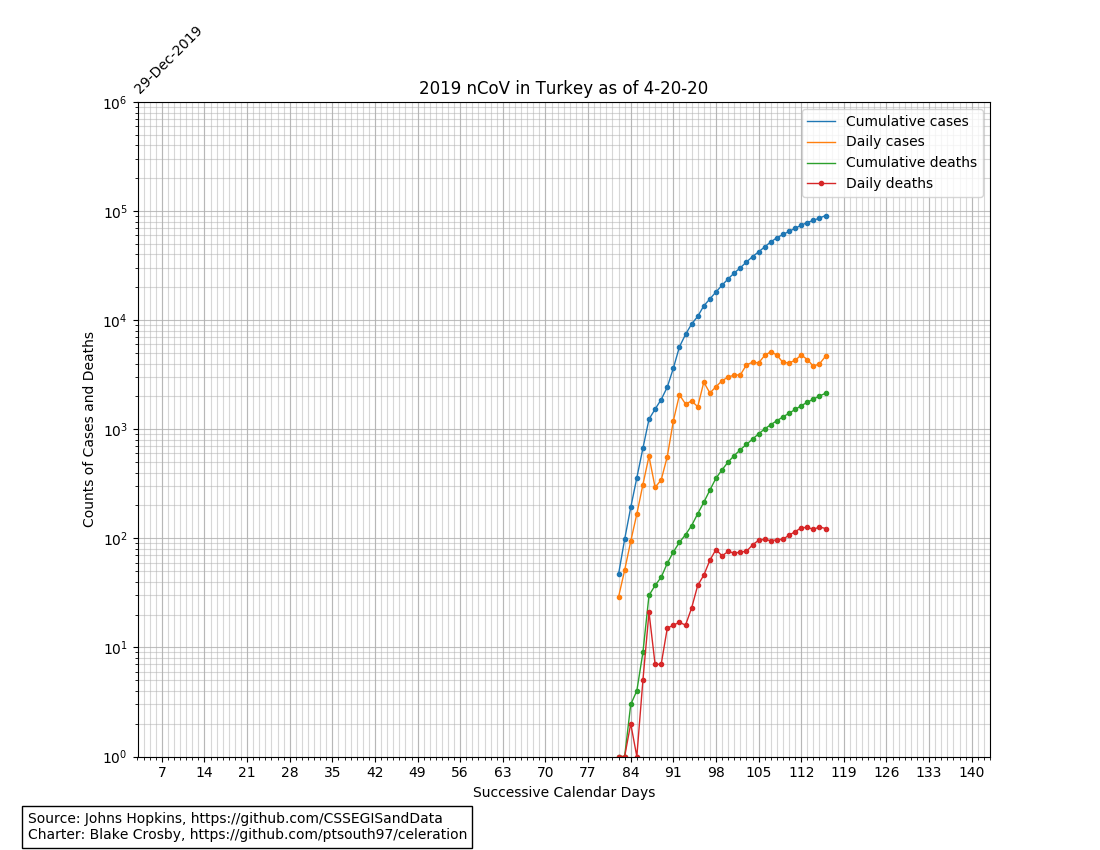 29-Dec-2019
2019 nCoV in Turkey as of 4-20-20
Cumulative cases
Daily cases
Cumulative deaths
Daily deaths
Counts of Cases and Deaths
10^6
10^5
10^4
10^3
10^2
10^1
10^0
7 14 21 28 35 42 49 56 63 70 77 84 91 98 105 112 119 126 133 140
Successive Calendar Days
Source: Johns Hopkins, https://github.com/CSSEGISandData
Charter: Blake Crosby, https://github.com/ptsouth97/celeration